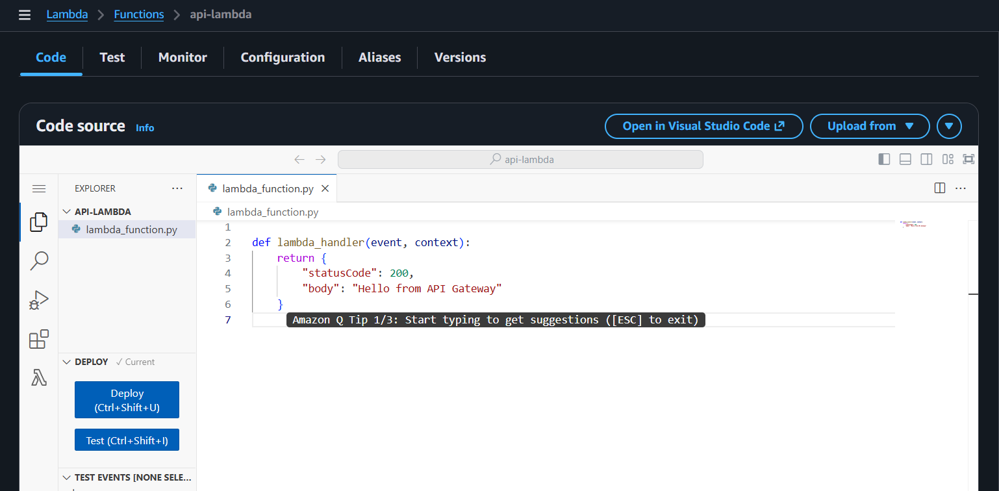 Lambda > Functions > api-lambda
Code Test Monitor Configuration Aliases Versions
Code source Info
Open in Visual Studio Code Upload from
api-lambda
EXPLORER ...
lambda_function.py
API-LAMBDA
lambda_function.py
lambda_function.py
1
2 def lambda_handler(event, context):
3 return {
4 "statusCode": 200,
5 "body": "Hello from API Gateway"
6 }
7 Amazon Q Tip 1/3: Start typing to get suggestions ([ESC] to exit)
DEPLOY ✓ Current
Deploy
(Ctrl+Shift+U)
Test (Ctrl+Shift+I)
TEST EVENTS [NONE SELE...